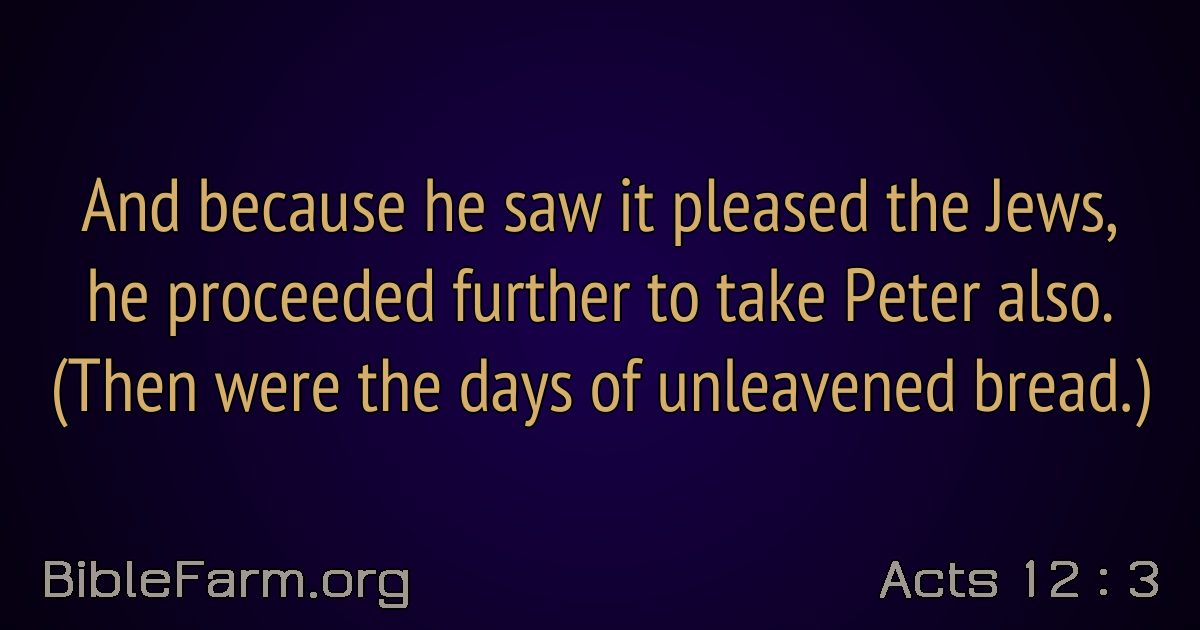 And because he saw it pleased the Jews,
he proceeded further to take Peter also.
(Then were the days of unleavened bread.)
BibleFarm.org
Acts 12 : 3